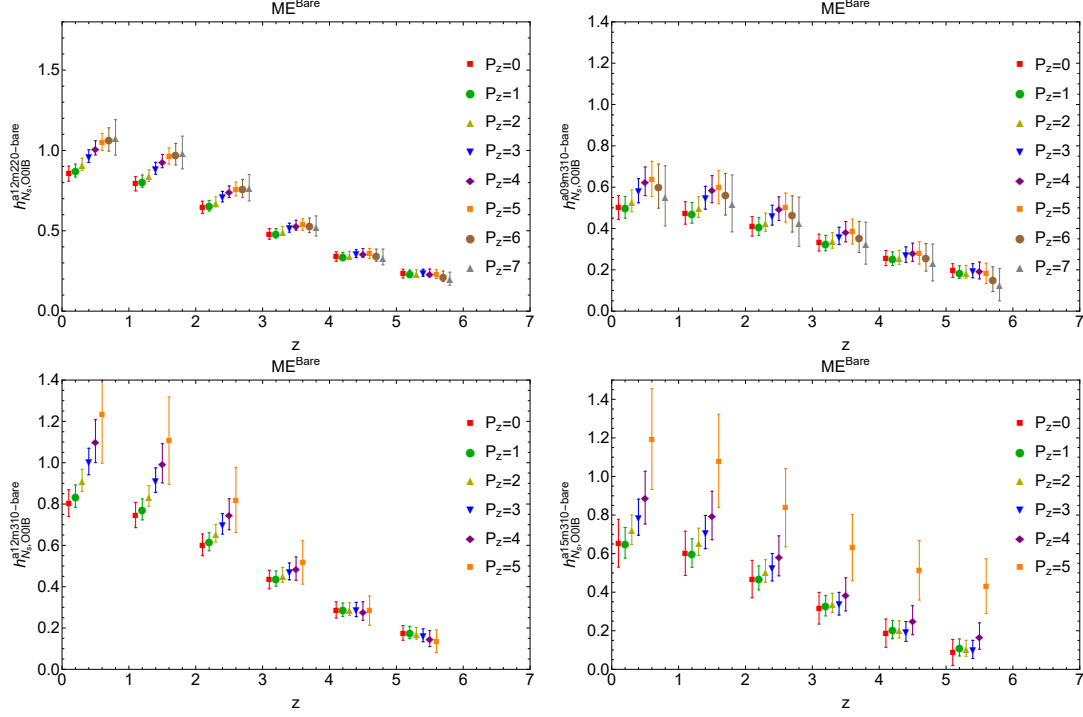 ME^Bare
h_{N_s,O0IB}^{a12m220-bare}
1.5
1.0
0.5
0.0
0 1 2 3 4 5 6 7
z
P_z=0
P_z=1
P_z=2
P_z=3
P_z=4
P_z=5
P_z=6
P_z=7
ME^Bare
h_{N_s,O0IB}^{a09m310-bare}
1.4
1.2
1.0
0.8
0.6
0.4
0.2
0.0
0 1 2 3 4 5 6 7
z
P_z=0
P_z=1
P_z=2
P_z=3
P_z=4
P_z=5
P_z=6
P_z=7
ME^Bare
h_{N_s,O0IB}^{a12m310-bare}
1.4
1.2
1.0
0.8
0.6
0.4
0.2
0.0
0 1 2 3 4 5 6 7
z
P_z=0
P_z=1
P_z=2
P_z=3
P_z=4
P_z=5
ME^Bare
h_{N_s,O0IB}^{a15m310-bare}
1.4
1.2
1.0
0.8
0.6
0.4
0.2
0.0
0 1 2 3 4 5 6 7
z
P_z=0
P_z=1
P_z=2
P_z=3
P_z=4
P_z=5